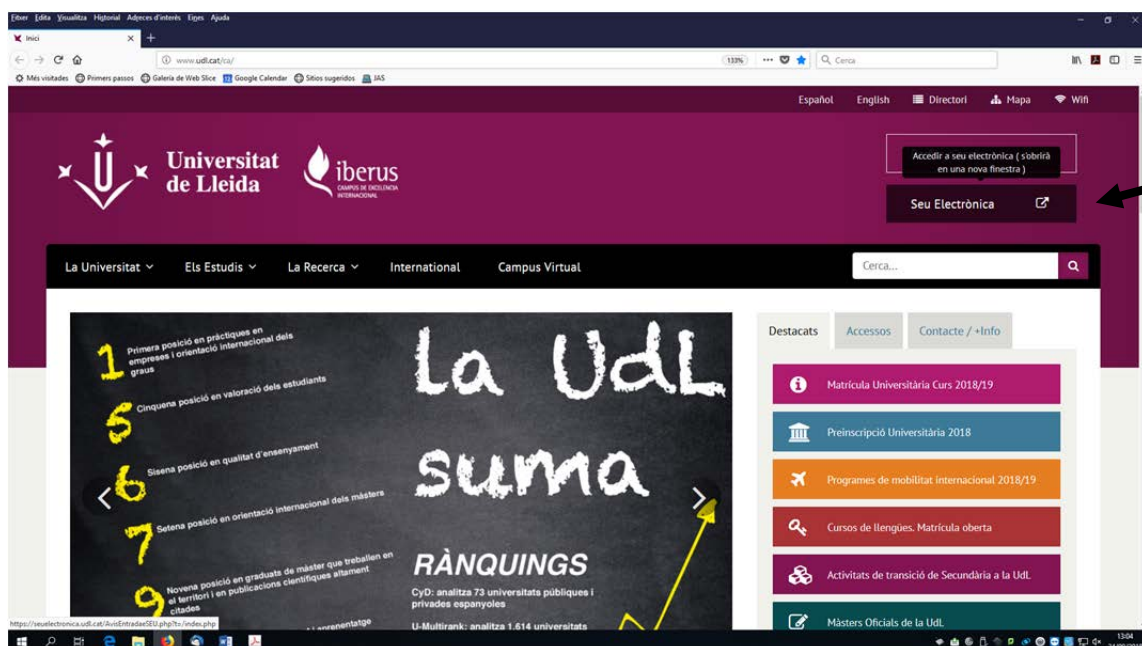 Fitxer Edita Visualitza Historial Adreces d'interès Eines Ajuda
Inici
www.udl.cat/ca/
133%
Cerca
Més visitades Primers passos Galería de Web Slice Google Calendar Sitios sugeridos JAS
Español English Directori Mapa Wifi
Universitat
de Lleida
iberus
CAMPUS DE EXCELENCIA
INTERNACIONAL
Accedir a seu electrònica ( s'obrirà
en una nova finestra )
Seu Electrònica
La Universitat Els Estudis La Recerca International Campus Virtual
Cerca...
1 Primera posició en pràctiques en
empreses i orientació internacional dels
graus
5 Cinquena posició en valoració dels estudiants
6 Sisena posició en qualitat d'ensenyament
7 Setena posició en orientació internacional dels màsters
9 Novena posició en graduats de màster que treballen en
el territori i en publicacions científiques altament
citades
la UdL
suma
RÀNQUINGS
CyD: analitza 73 universitats públiques i
privades espanyoles
U-Multirank: analitza 1.614 universitats
Destacats Accessos Contacte / +Info
Matrícula Universitària Curs 2018/19
Preinscripció Universitària 2018
Programes de mobilitat internacional 2018/19
Cursos de llengües. Matrícula oberta
Activitats de transició de Secundària a la UdL
Màsters Oficials de la UdL
https://seuelectronica.udl.cat/AvisEntradaeSEU.php?t=/index.php
13:04